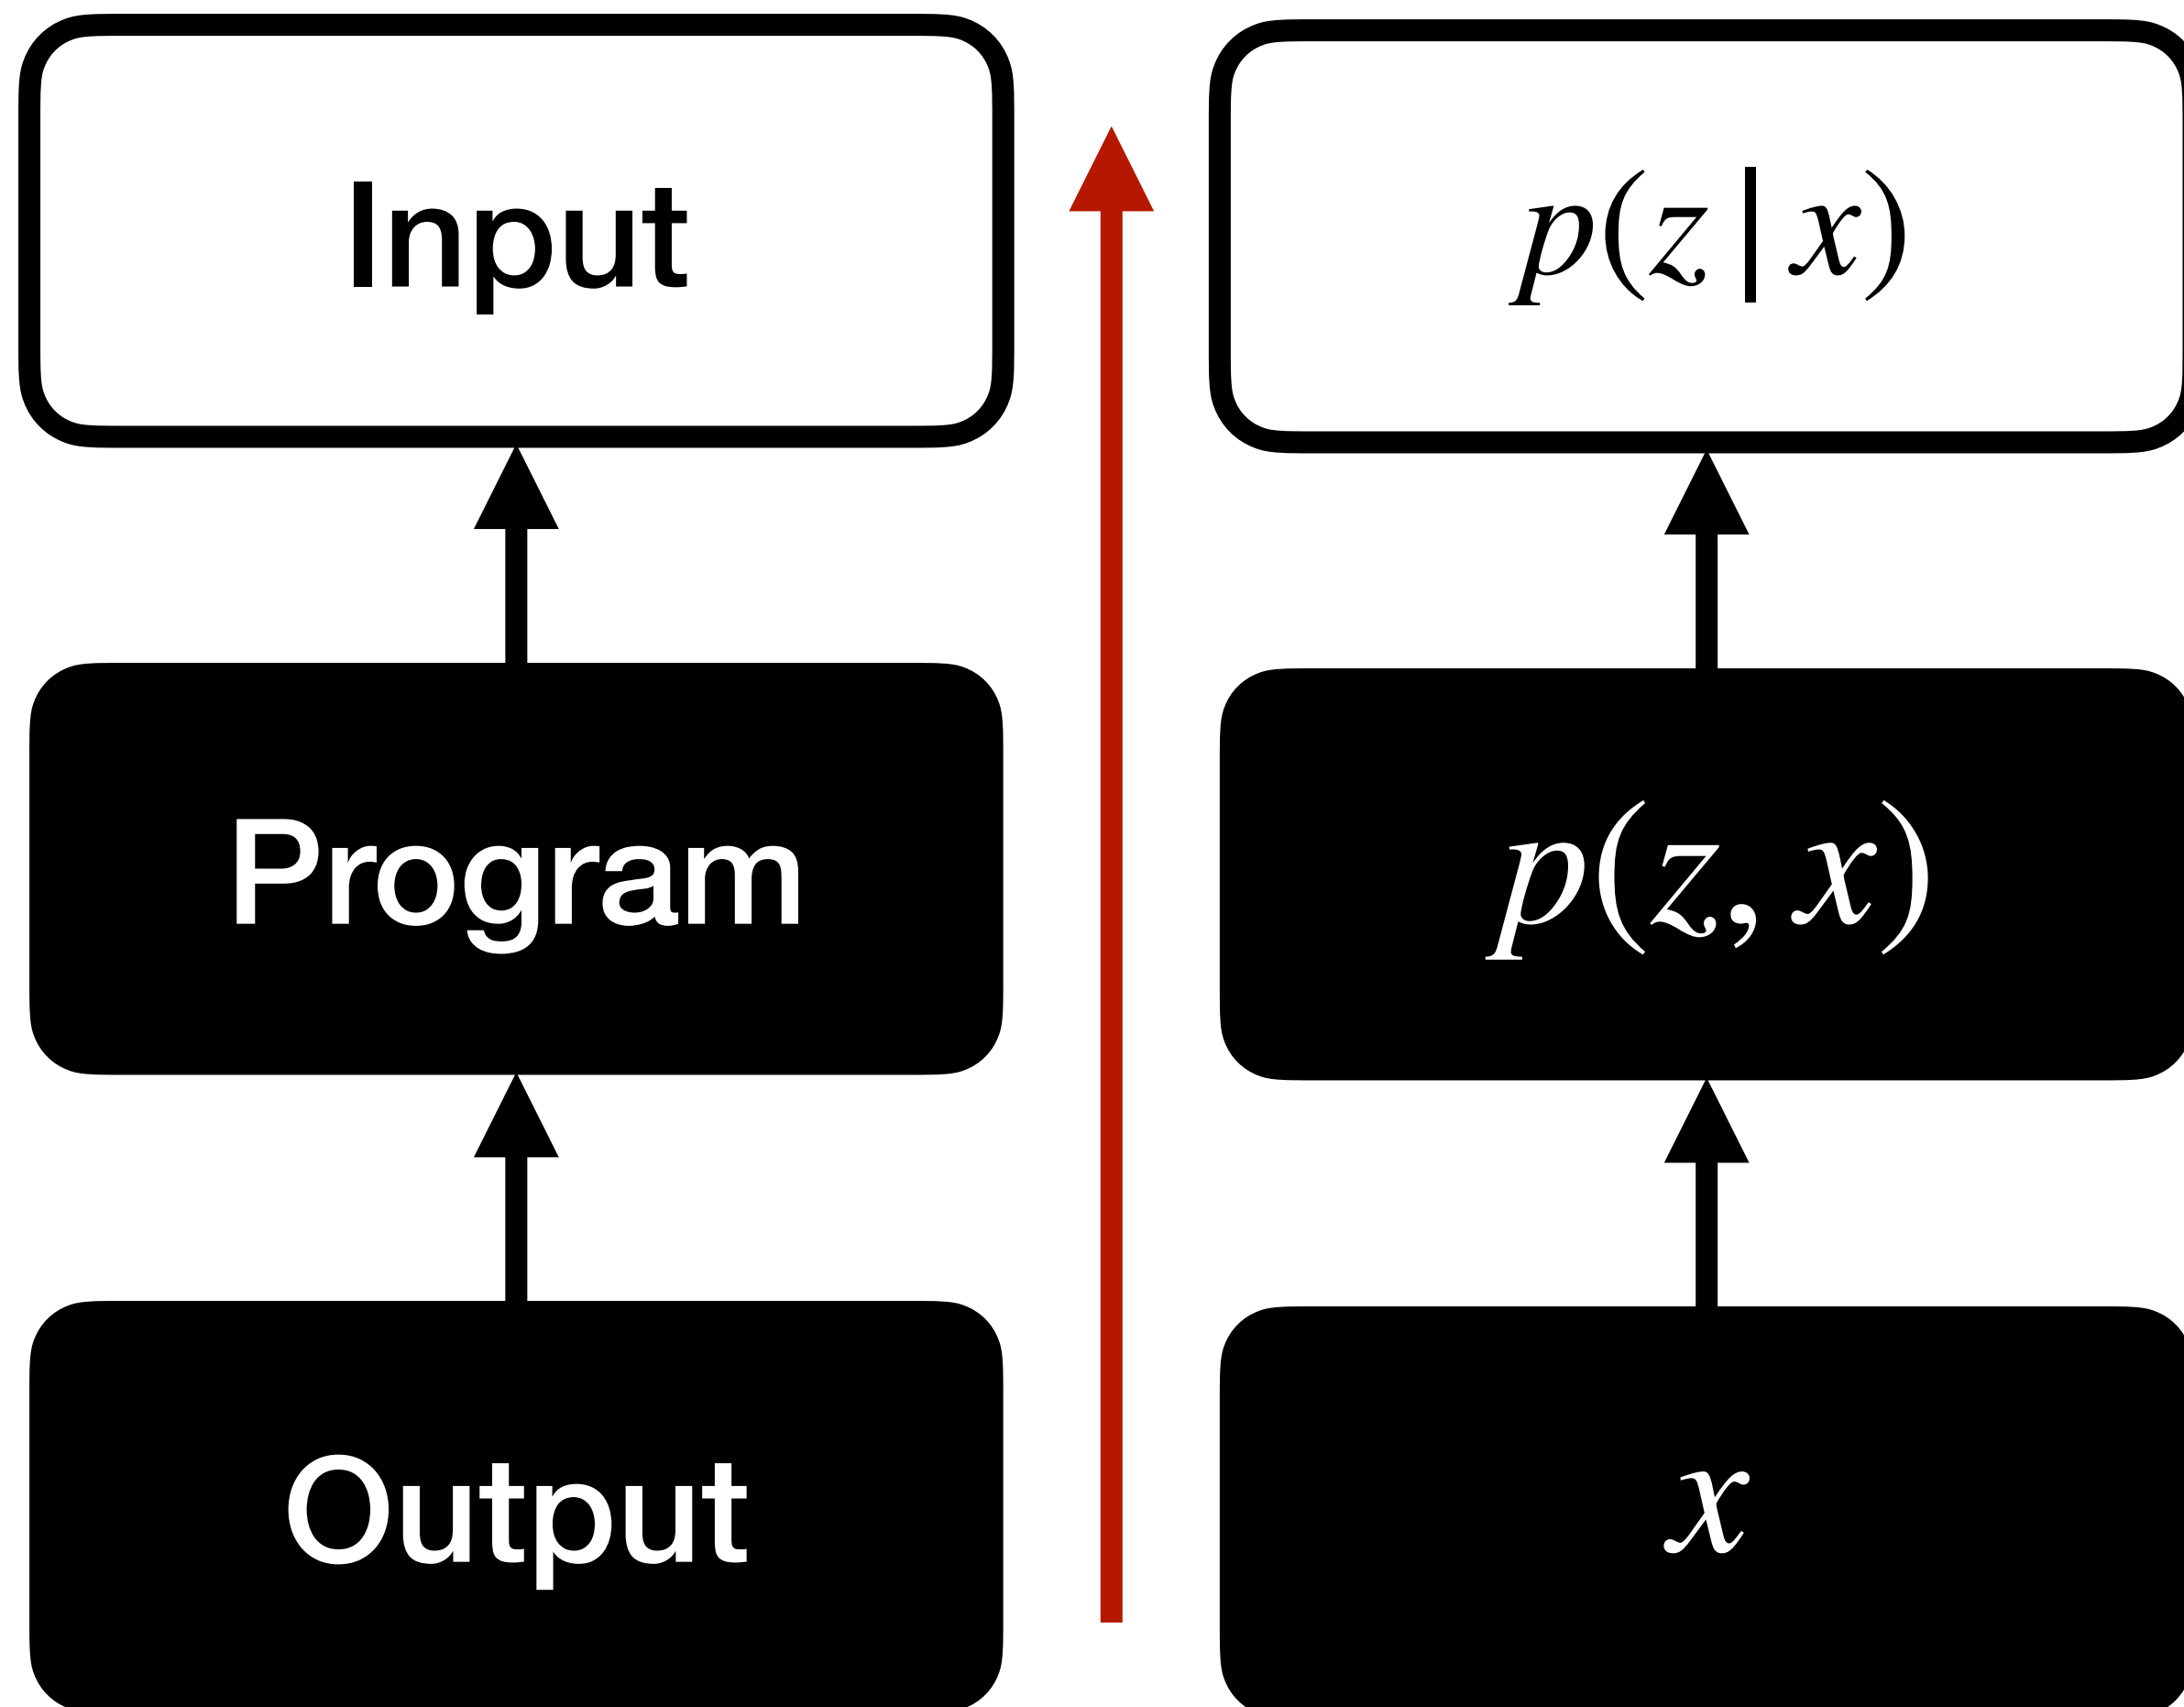 Input
p(z | x)
Program
p(z, x)
Output
x